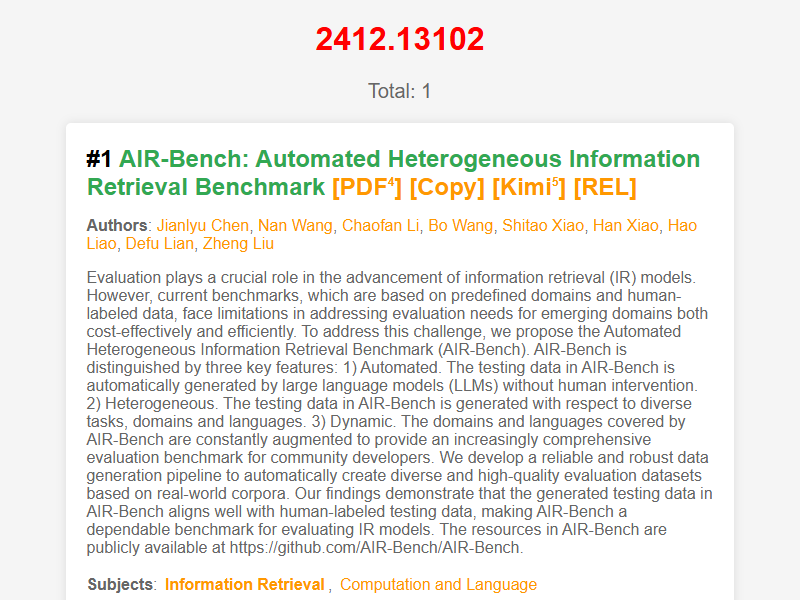 2412.13102
Total: 1
#1 AIR-Bench: Automated Heterogeneous Information
Retrieval Benchmark [PDF4] [Copy] [Kimi5] [REL]
Authors: Jianlyu Chen, Nan Wang, Chaofan Li, Bo Wang, Shitao Xiao, Han Xiao, Hao
Liao, Defu Lian, Zheng Liu
Evaluation plays a crucial role in the advancement of information retrieval (IR) models.
However, current benchmarks, which are based on predefined domains and human-
labeled data, face limitations in addressing evaluation needs for emerging domains both
cost-effectively and efficiently. To address this challenge, we propose the Automated
Heterogeneous Information Retrieval Benchmark (AIR-Bench). AIR-Bench is
distinguished by three key features: 1) Automated. The testing data in AIR-Bench is
automatically generated by large language models (LLMs) without human intervention.
2) Heterogeneous. The testing data in AIR-Bench is generated with respect to diverse
tasks, domains and languages. 3) Dynamic. The domains and languages covered by
AIR-Bench are constantly augmented to provide an increasingly comprehensive
evaluation benchmark for community developers. We develop a reliable and robust data
generation pipeline to automatically create diverse and high-quality evaluation datasets
based on real-world corpora. Our findings demonstrate that the generated testing data in
AIR-Bench aligns well with human-labeled testing data, making AIR-Bench a
dependable benchmark for evaluating IR models. The resources in AIR-Bench are
publicly available at https://github.com/AIR-Bench/AIR-Bench.
Subjects: Information Retrieval , Computation and Language